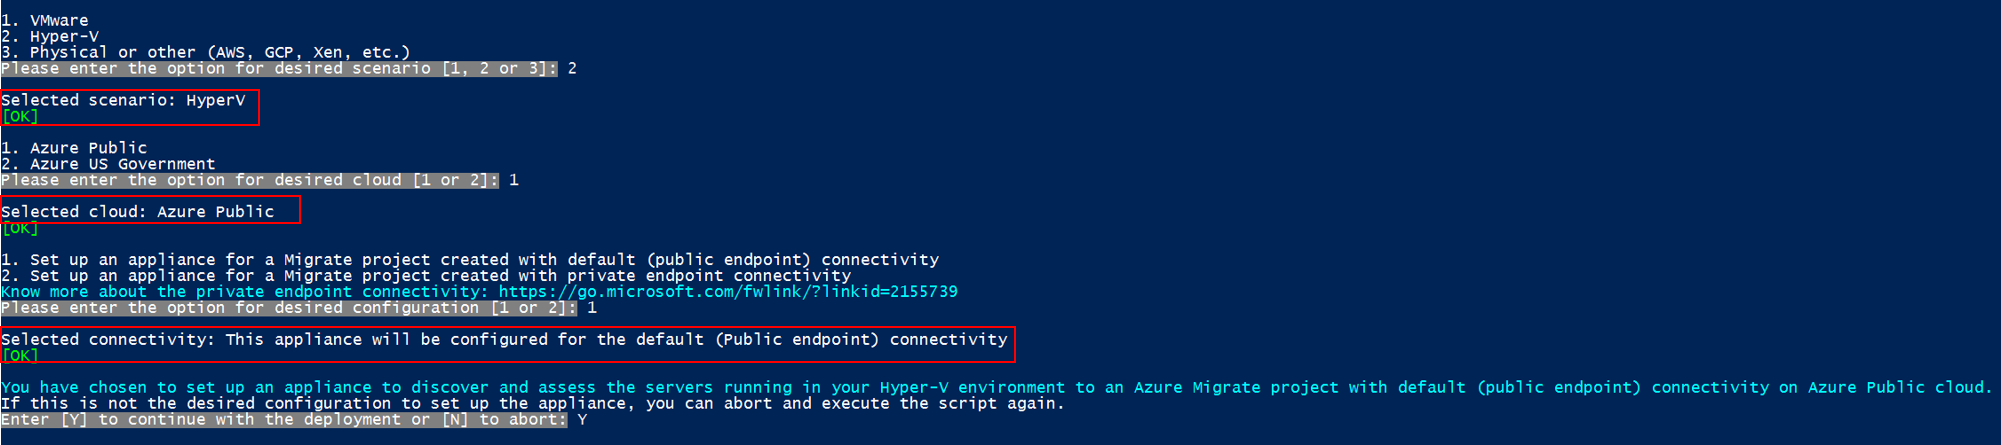 1. VMware
2. Hyper-V
3. Physical or other (AWS, GCP, Xen, etc.)
Please enter the option for desired scenario [1, 2 or 3]: 2
Selected scenario: HyperV
[OK]
1. Azure Public
2. Azure US Government
Please enter the option for desired cloud [1 or 2]: 1
Selected cloud: Azure Public
[OK]
1. Set up an appliance for a Migrate project created with default (public endpoint) connectivity
2. Set up an appliance for a Migrate project created with private endpoint connectivity
Know more about the private endpoint connectivity: https://go.microsoft.com/fwlink/?linkid=2155739
Please enter the option for desired configuration [1 or 2]: 1
Selected connectivity: This appliance will be configured for the default (Public endpoint) connectivity
[OK]
You have chosen to set up an appliance to discover and assess the servers running in your Hyper-V environment to an Azure Migrate project with default (public endpoint) connectivity on Azure Public cloud.
If this is not the desired configuration to set up the appliance, you can abort and execute the script again.
Enter [Y] to continue with the deployment or [N] to abort: Y